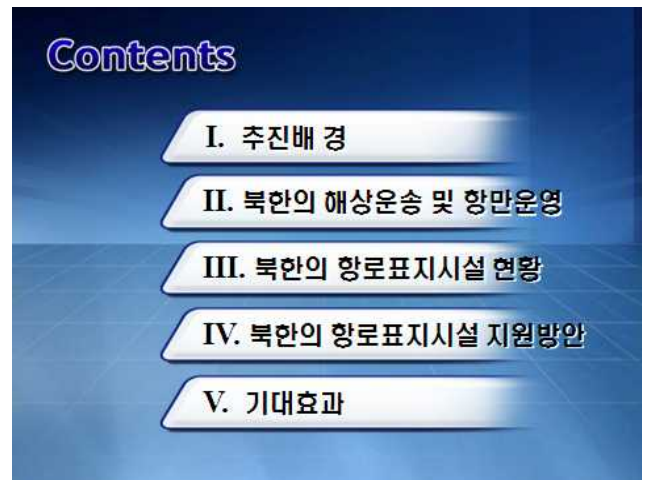 Contents
I. 추진배 경
II. 북한의 해상운송 및 항만운영
III. 북한의 항로표지시설 현황
IV. 북한의 항로표지시설 지원방안
V. 기대효과